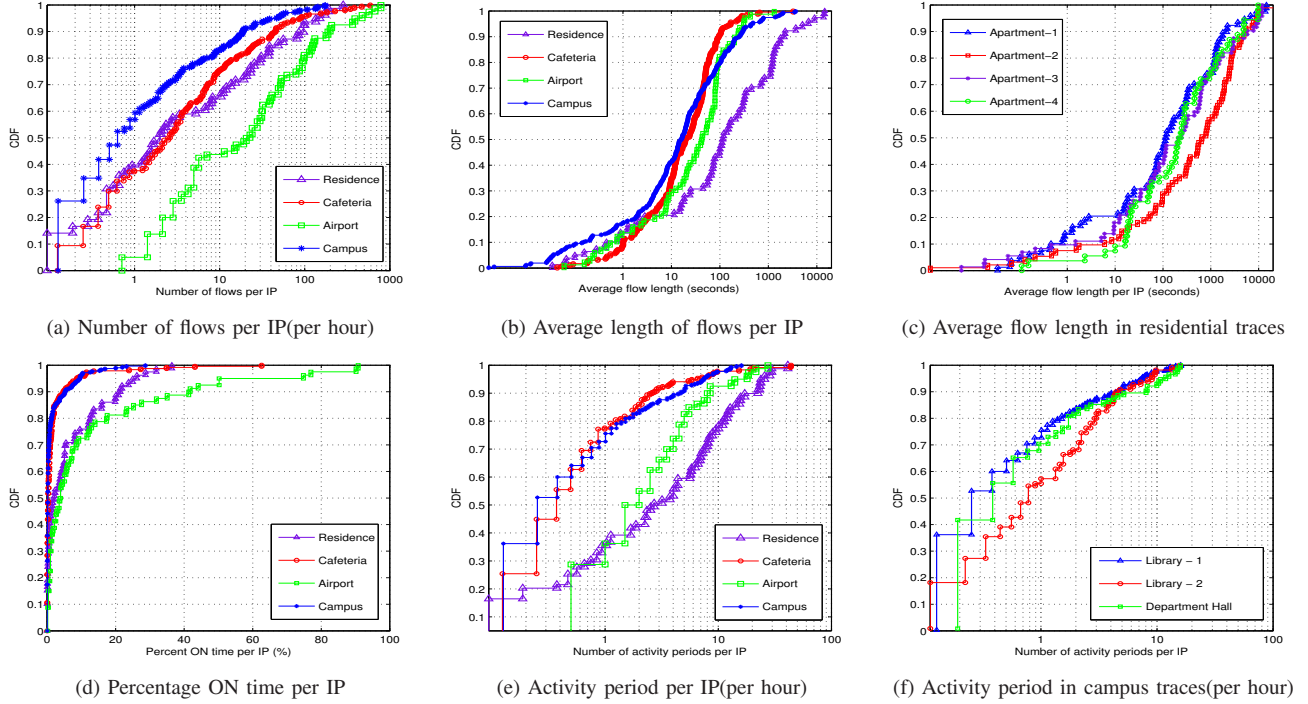 1
0.9
0.8
0.7
0.6
0.5
0.4
0.3
0.2
0.1
0
CDF
Residence
Cafeteria
Airport
Campus
1 10 100 1000
Number of flows per IP
(a) Number of flows per IP(per hour)
1
0.9
0.8
0.7
0.6
0.5
0.4
0.3
0.2
0.1
0
CDF
Residence
Cafeteria
Airport
Campus
1 10 100 1000 10000
Average flow length (seconds)
(b) Average length of flows per IP
1
0.9
0.8
0.7
0.6
0.5
0.4
0.3
0.2
0.1
0
CDF
Apartment-1
Apartment-2
Apartment-3
Apartment-4
1 10 100 1000 10000
Average flow length per IP (seconds)
(c) Average flow length in residential traces
1
0.9
0.8
0.7
0.6
0.5
0.4
0.3
0.2
0.1
0
CDF
Residence
Cafeteria
Airport
Campus
0 20 40 60 80 100
Percent ON time per IP (%)
(d) Percentage ON time per IP
1
0.9
0.8
0.7
0.6
0.5
0.4
0.3
0.2
0.1
CDF
Residence
Cafeteria
Airport
Campus
1 10 100
Number of activity periods per IP
(e) Activity period per IP(per hour)
1
0.9
0.8
0.7
0.6
0.5
0.4
0.3
0.2
0.1
0
CDF
Library - 1
Library - 2
Department Hall
1 10 100
Number of activity periods per IP
(f) Activity period in campus traces(per hour)